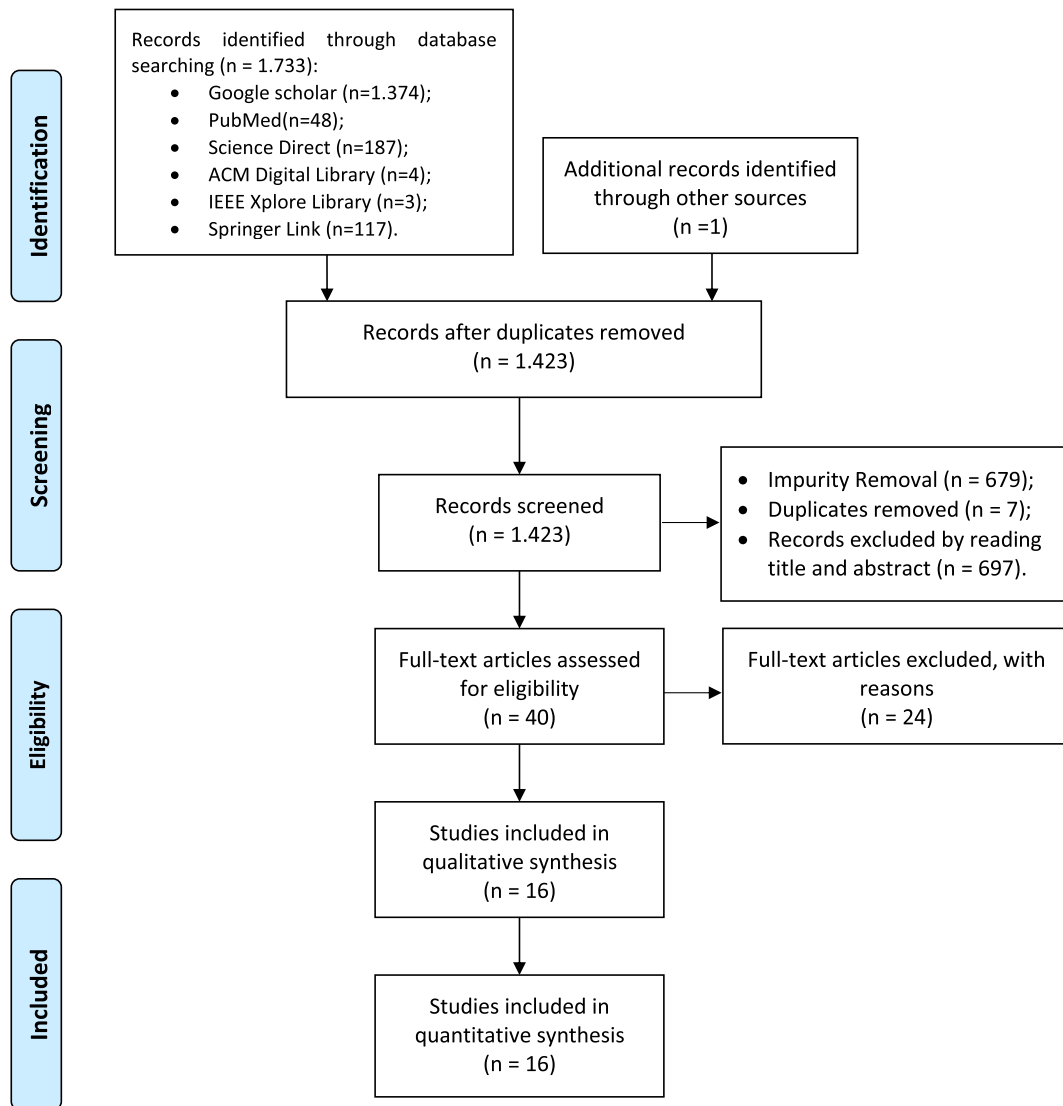 Identification
Records identified through database
searching (n = 1.733):
• Google scholar (n=1.374);
• PubMed(n=48);
• Science Direct (n=187);
• ACM Digital Library (n=4);
• IEEE Xplore Library (n=3);
• Springer Link (n=117).
Additional records identified
through other sources
(n =1)
Records after duplicates removed
(n = 1.423)
Screening
Records screened
(n = 1.423)
• Impurity Removal (n = 679);
• Duplicates removed (n = 7);
• Records excluded by reading
title and abstract (n = 697).
Eligibility
Full-text articles assessed
for eligibility
(n = 40)
Full-text articles excluded, with
reasons
(n = 24)
Studies included in
qualitative synthesis
(n = 16)
Included
Studies included in
quantitative synthesis
(n = 16)